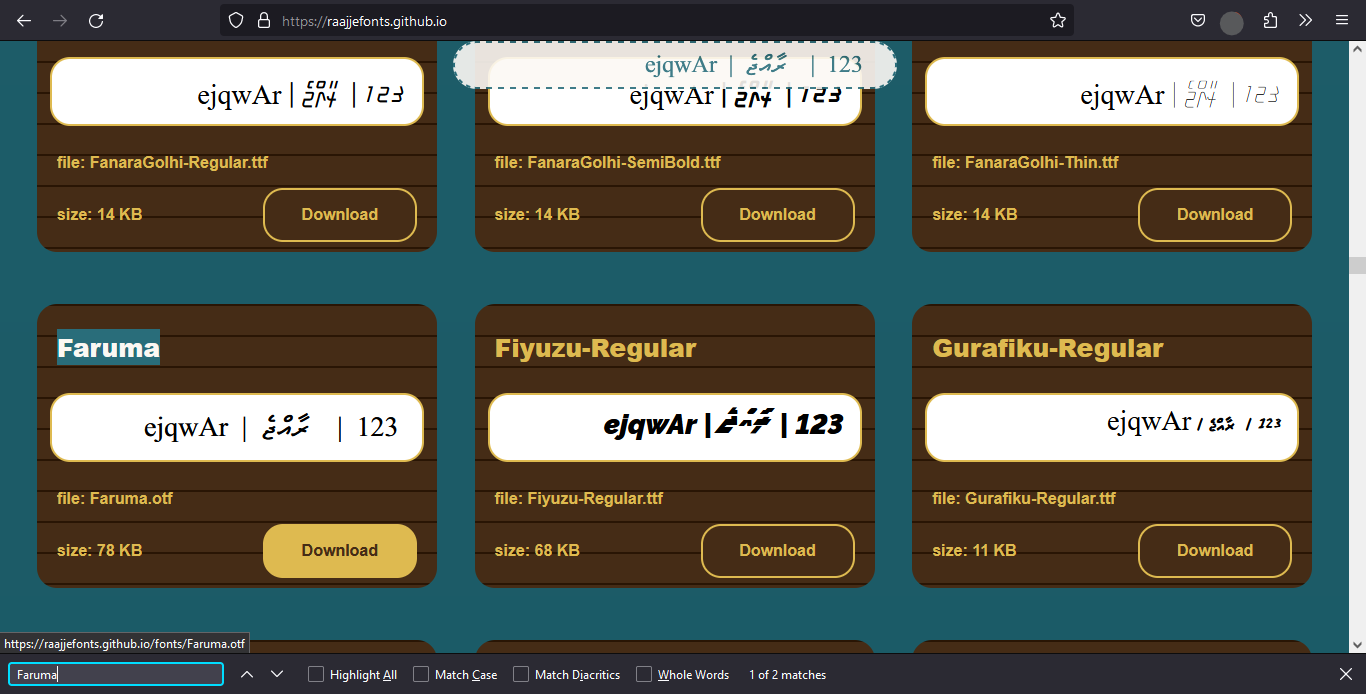 https://raajjefonts.github.io
ejqwAr | ރާއްޖެ | 123
ejqwAr | ރާއްޖެ | 123
ejqwAr | ރާއްޖެ | 123
ejqwAr | ރާއްޖެ | 123
file: FanaraGolhi-Regular.ttf
file: FanaraGolhi-SemiBold.ttf
file: FanaraGolhi-Thin.ttf
size: 14 KB
Download
size: 14 KB
Download
size: 14 KB
Download
Faruma
Fiyuzu-Regular
Gurafiku-Regular
ejqwAr | ރާއްޖެ | 123
ejqwAr | ރާއްޖެ | 123
ejqwAr | ރާއްޖެ | 123
file: Faruma.otf
file: Fiyuzu-Regular.ttf
file: Gurafiku-Regular.ttf
size: 78 KB
Download
size: 68 KB
Download
size: 11 KB
Download
https://raajjefonts.github.io/fonts/Faruma.otf
Faruma
Highlight All
Match Case
Match Diacritics
Whole Words
1 of 2 matches